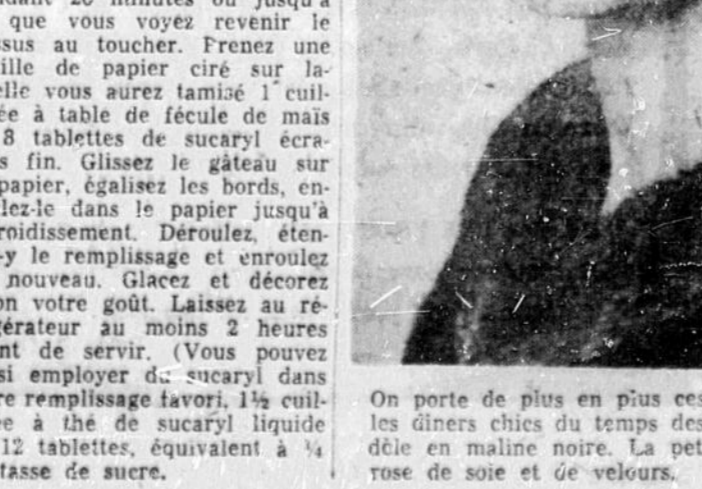 que vous voyez revenir le
sus au toucher. Prenez une
ille de papier ciré sur la-
elle vous aurez tamisé 1 cuil-
ée à table de fécule de maïs
8 tablettes de sucaryl écra-
s fin. Glissez le gâteau sur
papier, égalisez les bords, en-
lez-le dans le papier jusqu'à
roidissement. Déroulez, éten-
-y le remplissage et enroulez
nouveau. Glacez et décorez
on votre goût. Laissez au ré-
gérateur au moins 2 heures
nt de servir. (Vous pouvez
si employer du sucaryl dans
re remplissage favori, 1½ cuil-
e à thé de sucaryl liquide
12 tablettes, équivalent à ¼
tasse de sucre.
On porte de plus en plus ces
les dîners chics du temps des
dèle en maline noire. La pet
rose de soie et de velours.